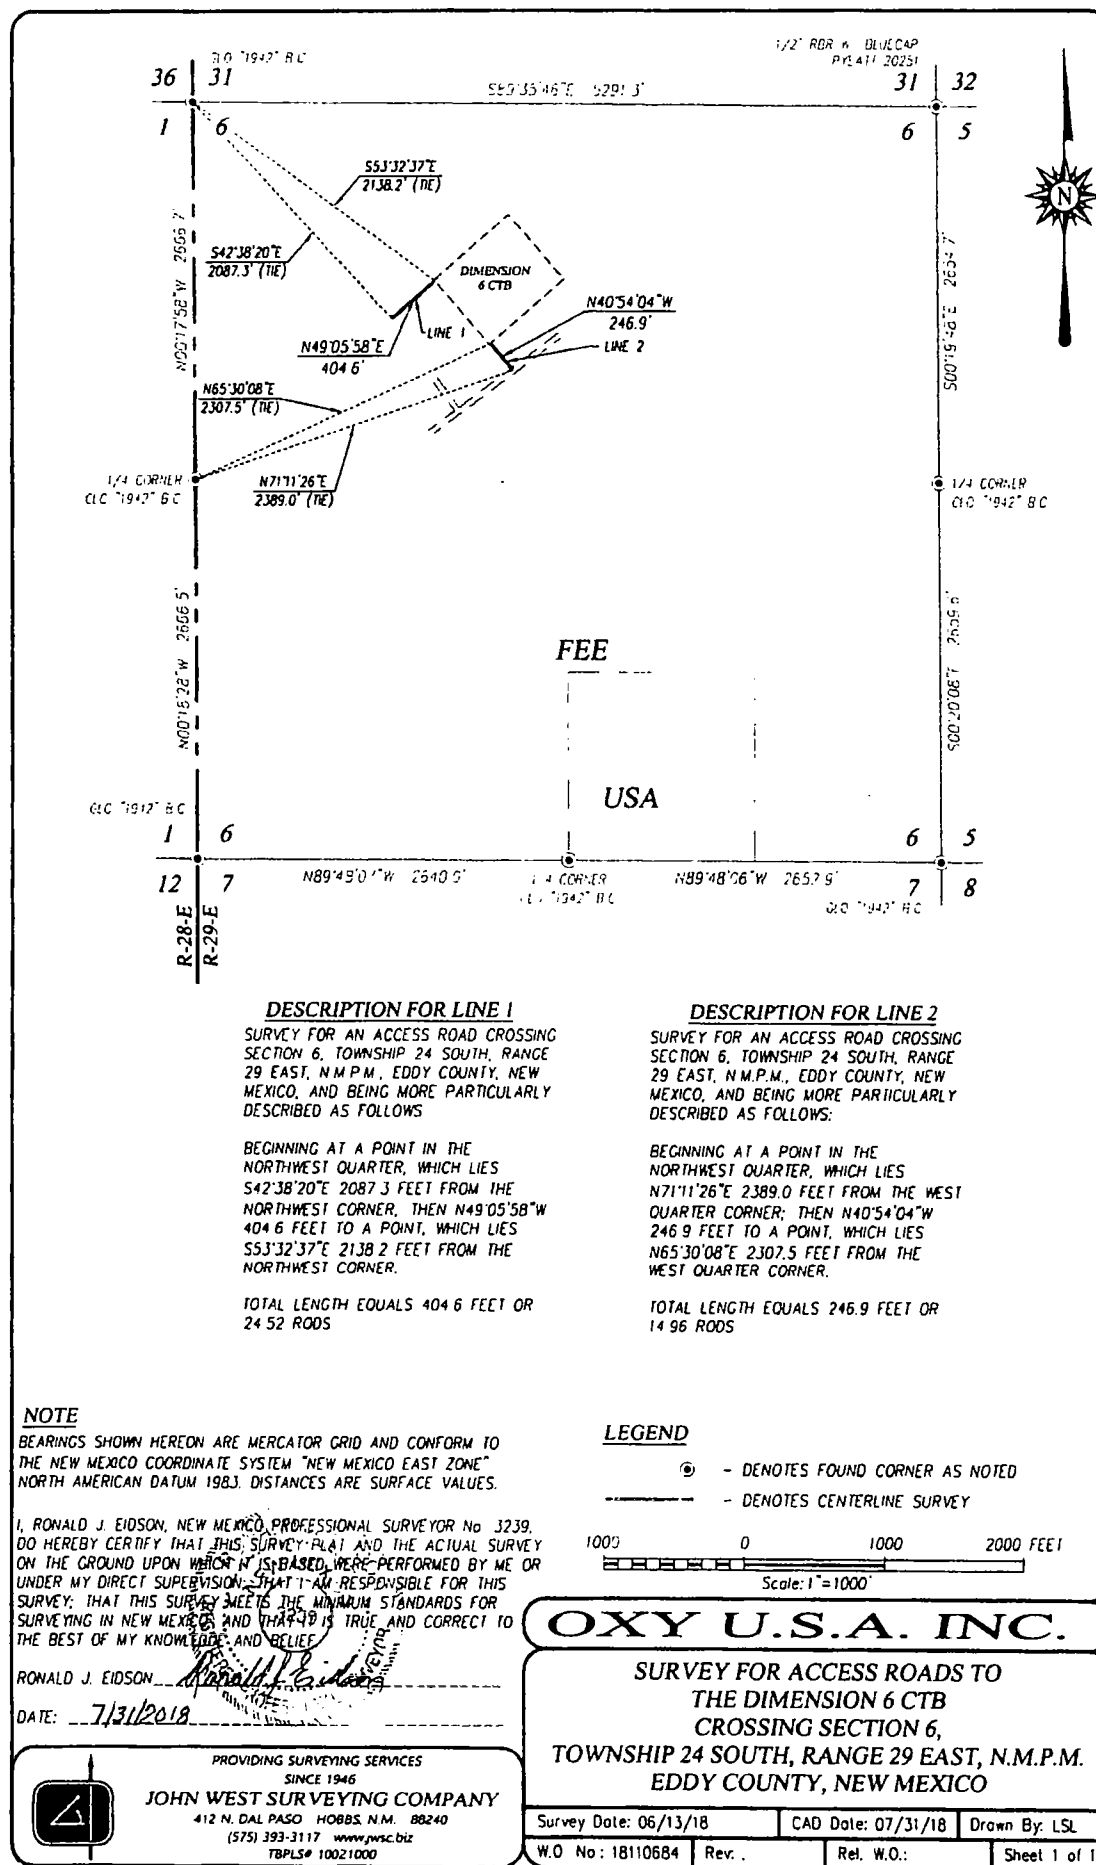 1/2" RBR W. BLUECAP
36 31
31 32
1 6
6 5
S53°32'37"E
2138.2' (TIE)
S42°38'20"E
2087.3' (TIE)
N
DIMENSION
6 CTB
N40°54'04"W
246.9'
LINE 1
LINE 2
N49°05'58"E
404.6'
N65°30'08"E
2307.5' (TIE)
N71°11'26"E
2389.0' (TIE)
1/4 CORNER
1/4 CORNER
N00°17'58"W
S00°19'48"E 2654.7'
FEE
USA
1 6
6 5
12 7
7 8
N89°48'06"W
R-28-E
R-29-E
DESCRIPTION FOR LINE 1
SURVEY FOR AN ACCESS ROAD CROSSING
SECTION 6, TOWNSHIP 24 SOUTH, RANGE
29 EAST, N M P M , EDDY COUNTY, NEW
MEXICO, AND BEING MORE PARTICULARLY
DESCRIBED AS FOLLOWS
BEGINNING AT A POINT IN THE
NORTHWEST QUARTER, WHICH LIES
S42°38'20"E 2087 3 FEET FROM THE
NORTHWEST CORNER, THEN N49°05'58"W
404 6 FEET TO A POINT, WHICH LIES
S53°32'37"E 2138 2 FEET FROM THE
NORTHWEST CORNER.
TOTAL LENGTH EQUALS 404 6 FEET OR
24 52 RODS
DESCRIPTION FOR LINE 2
SURVEY FOR AN ACCESS ROAD CROSSING
SECTION 6, TOWNSHIP 24 SOUTH, RANGE
29 EAST, N M.P.M., EDDY COUNTY, NEW
MEXICO, AND BEING MORE PARTICULARLY
DESCRIBED AS FOLLOWS:
BEGINNING AT A POINT IN THE
NORTHWEST QUARTER, WHICH LIES
N71°11'26"E 2389.0 FEET FROM THE WEST
QUARTER CORNER; THEN N40°54'04"W
246 9 FEET TO A POINT, WHICH LIES
N65°30'08"E 2307.5 FEET FROM THE
WEST QUARTER CORNER.
TOTAL LENGTH EQUALS 246.9 FEET OR
14 96 RODS
NOTE
BEARINGS SHOWN HEREON ARE MERCATOR GRID AND CONFORM TO
THE NEW MEXICO COORDINATE SYSTEM "NEW MEXICO EAST ZONE"
NORTH AMERICAN DATUM 1983. DISTANCES ARE SURFACE VALUES.
I, RONALD J. EIDSON, NEW MEXICO PROFESSIONAL SURVEYOR No 3239,
DO HEREBY CERTIFY THAT THIS SURVEY PLAT AND THE ACTUAL SURVEY
ON THE GROUND UPON WHICH IT IS BASED WERE PERFORMED BY ME OR
UNDER MY DIRECT SUPERVISION; THAT I AM RESPONSIBLE FOR THIS
SURVEY; THAT THIS SURVEY MEETS THE MINIMUM STANDARDS FOR
SURVEYING IN NEW MEXICO, AND THAT IT IS TRUE AND CORRECT TO
THE BEST OF MY KNOWLEDGE AND BELIEF.
3239
RONALD J. EIDSON Ronald J. Eidson
DATE: 7/31/2018
LEGEND
- DENOTES FOUND CORNER AS NOTED
- DENOTES CENTERLINE SURVEY
1000 0 1000 2000 FEET
Scale: 1"=1000'
PROVIDING SURVEYING SERVICES
SINCE 1946
JOHN WEST SURVEYING COMPANY
412 N. DAL PASO HOBBS, N.M. 88240
(575) 393-3117 www.jwsc.biz
TBPLS# 10021000
OXY U.S.A. INC.
SURVEY FOR ACCESS ROADS TO
THE DIMENSION 6 CTB
CROSSING SECTION 6,
TOWNSHIP 24 SOUTH, RANGE 29 EAST, N.M.P.M.
EDDY COUNTY, NEW MEXICO
Survey Date: 06/13/18 CAD Date: 07/31/18 Drawn By: LSL
W.O No : 18110684 Rev: . Rel. W.O.: Sheet 1 of 1